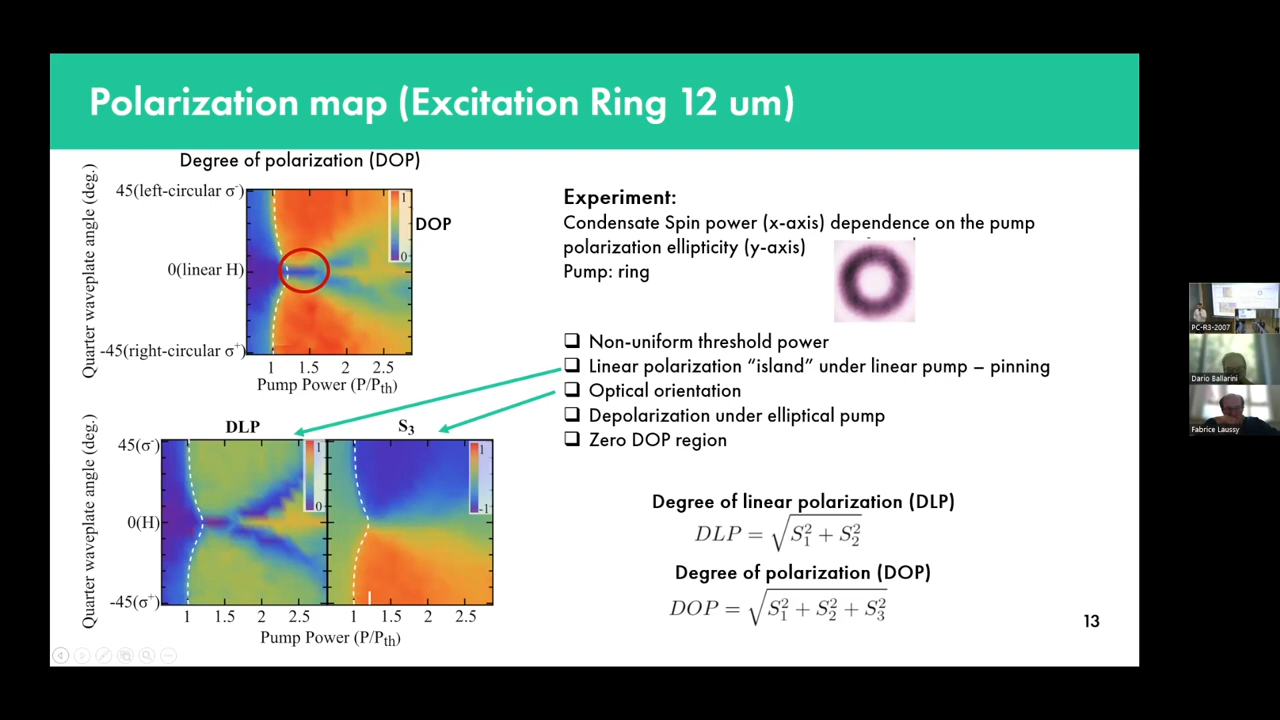 Polarization map (Excitation Ring 12 um)
Degree of polarization (DOP)
Quarter waveplate angle (deg.)
45(left-circular σ⁻)
0(linear H)
-45(right-circular σ⁺)
1
0
DOP
1 1.5 2 2.5
Pump Power (P/Pth)
Experiment:
Condensate Spin power (x-axis) dependence on the pump
polarization ellipticity (y-axis)
Pump: ring
❑ Non-uniform threshold power
❑ Linear polarization “island” under linear pump – pinning
❑ Optical orientation
❑ Depolarization under elliptical pump
❑ Zero DOP region
DLP
S₃
Quarter waveplate angle (deg.)
45(σ⁻)
0(H)
-45(σ⁺)
1
0
1
-1
1 1.5 2 2.5
1 1.5 2 2.5
Pump Power (P/Pth)
Degree of linear polarization (DLP)
DLP = √(S₁² + S₂²)
Degree of polarization (DOP)
DOP = √(S₁² + S₂² + S₃²)
13
PC-R3-2007
Dario Ballarini
Fabrice Laussy